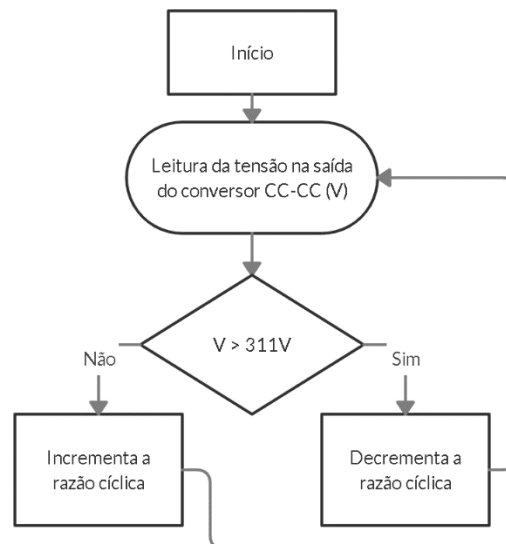 Início
Leitura da tensão na saída
do conversor CC-CC (V)
V > 311V
Não
Sim
Incrementa a
razão cíclica
Decrementa a
razão cíclica